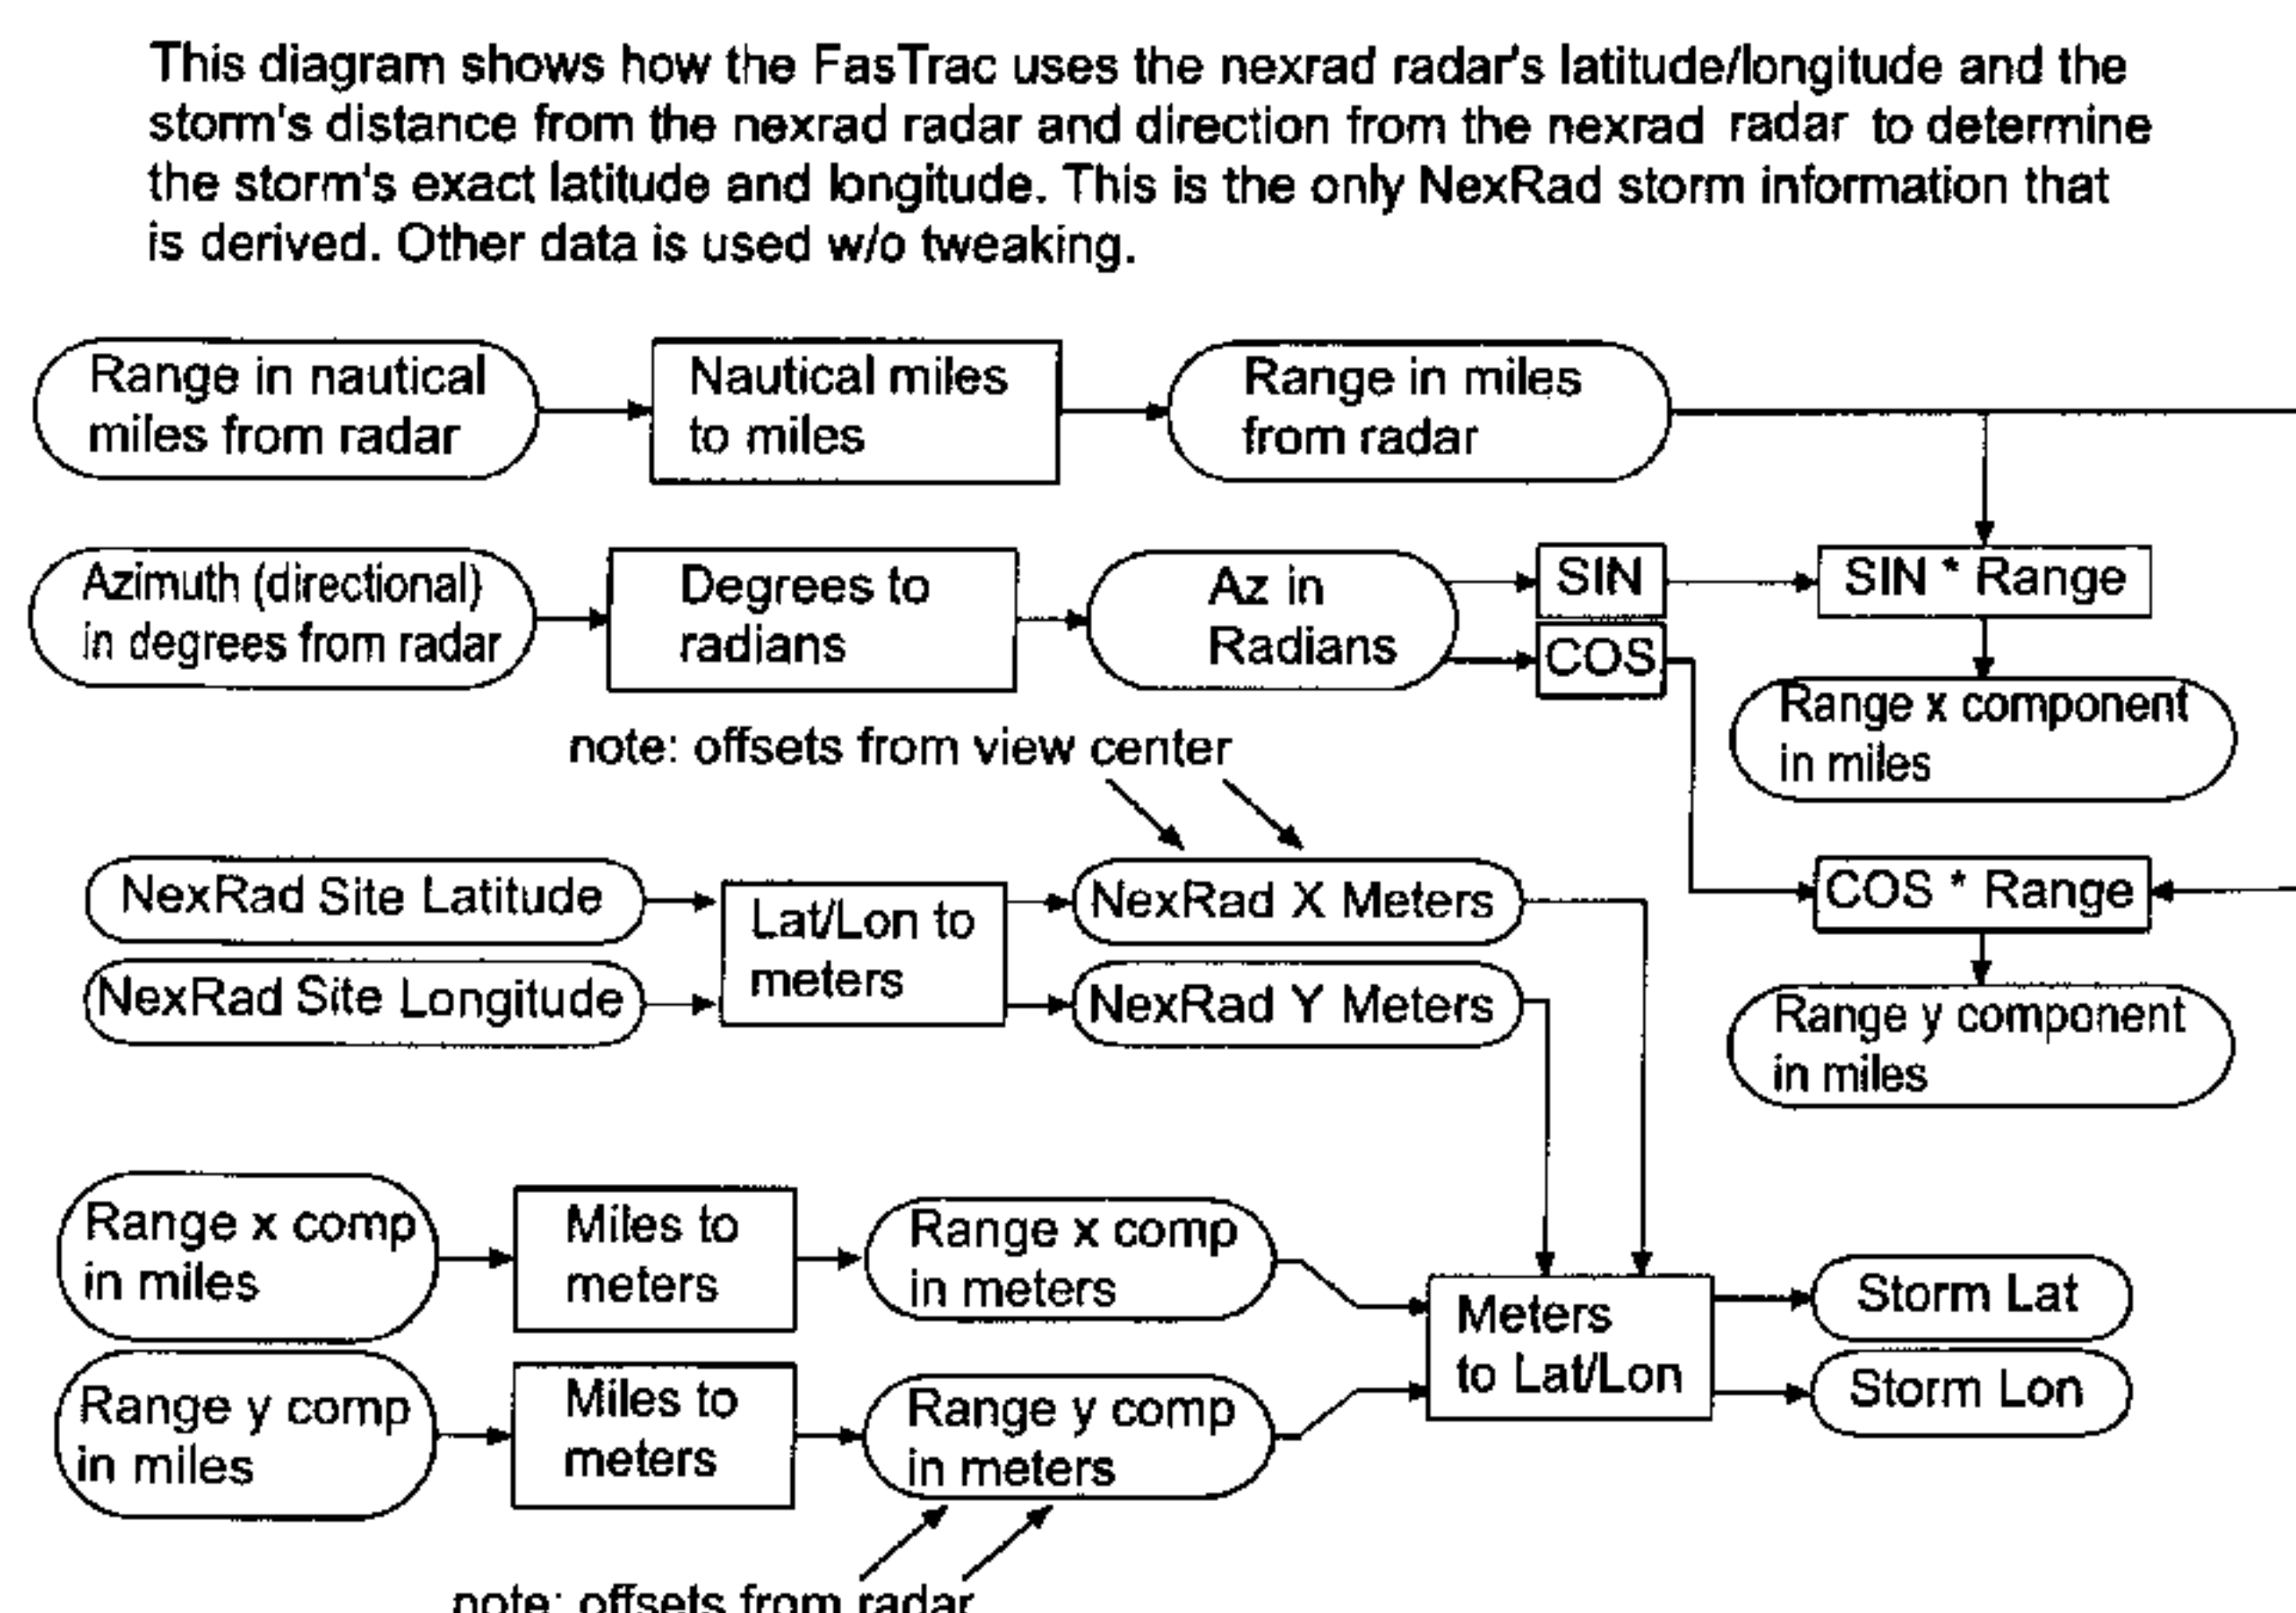 This diagram shows how the FasTrac uses the nexrad radar's latitude/longitude and the
storm's distance from the nexrad radar and direction from the nexrad radar to determine
the storm's exact latitude and longitude. This is the only NexRad storm information that
is derived. Other data is used w/o tweaking.
Range in nautical
miles from radar
Nautical miles
to miles
Range in miles
from radar
Azimuth (directional)
in degrees from radar
Degrees to
radians
Az in
Radians
SIN
COS
SIN * Range
Range x component
in miles
note: offsets from view center
NexRad Site Latitude
NexRad Site Longitude
Lat/Lon to
meters
NexRad X Meters
NexRad Y Meters
COS * Range
Range y component
in miles
Range x comp
in miles
Miles to
meters
Range x comp
in meters
Range y comp
in miles
Miles to
meters
Range y comp
in meters
Meters
to Lat/Lon
Storm Lat
Storm Lon
note: offsets from radar